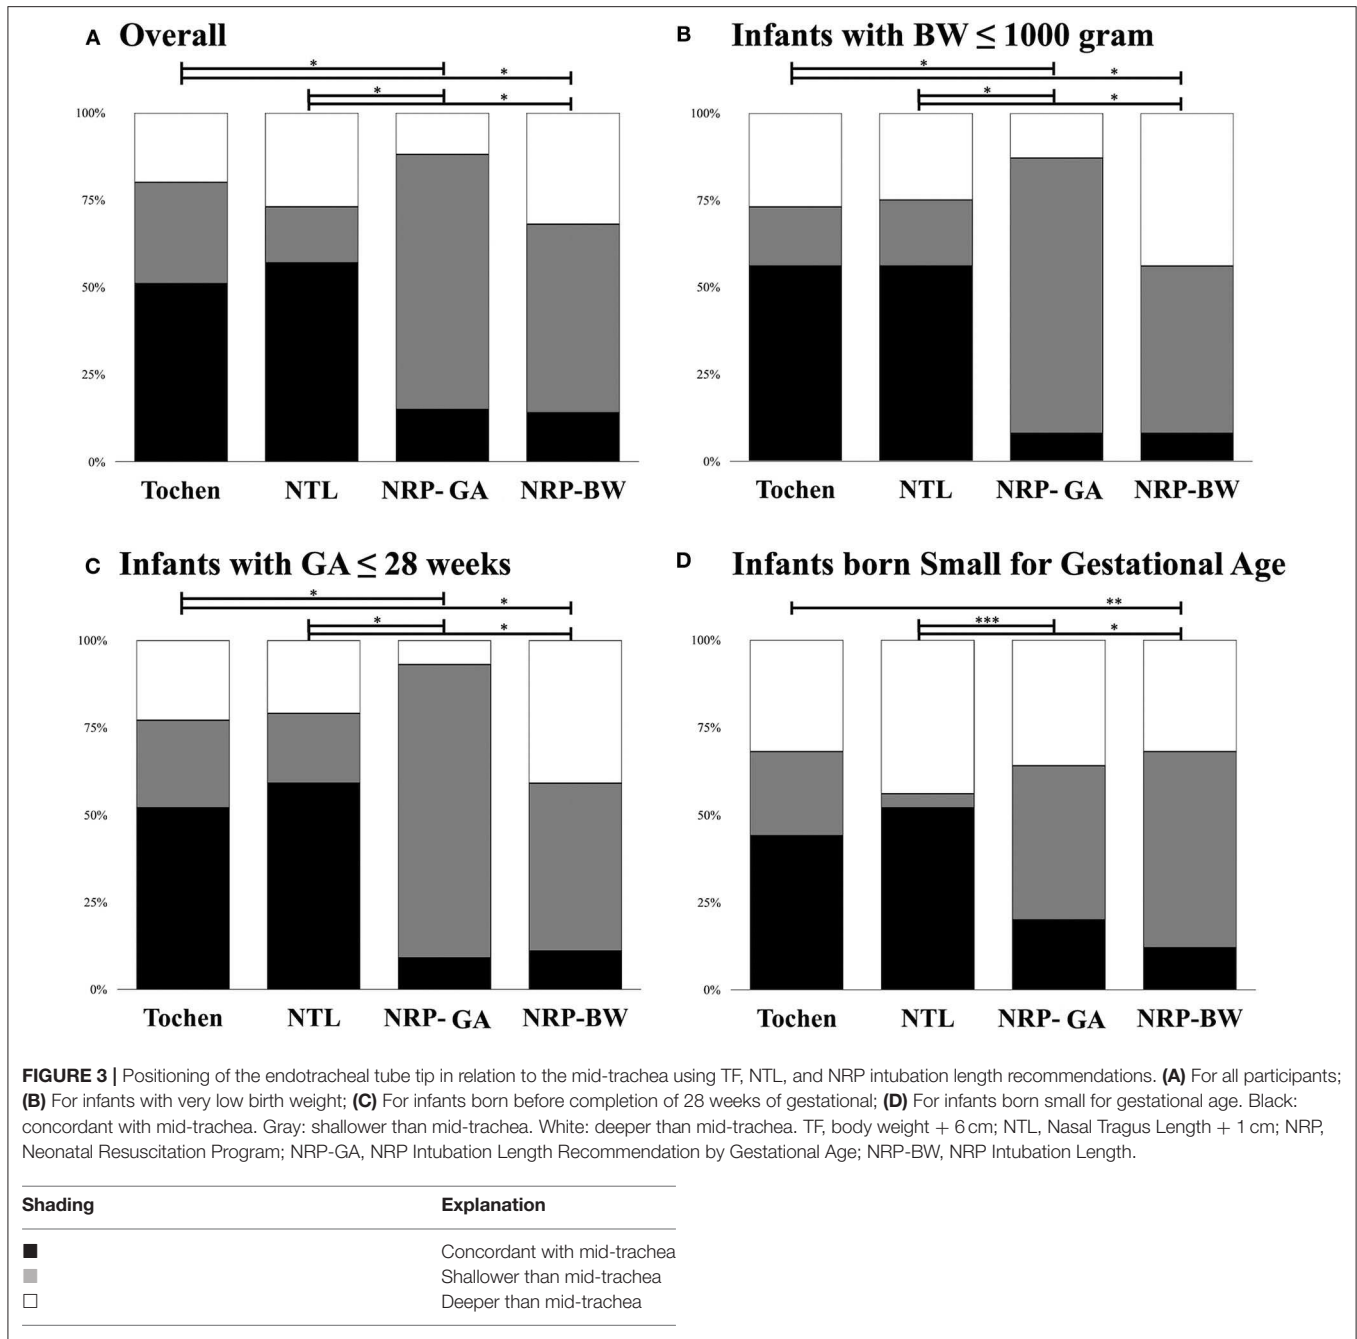 A Overall
*
*
*
*
100%
75%
50%
25%
0%
Tochen NTL NRP- GA NRP-BW
B Infants with BW ≤ 1000 gram
*
*
*
*
100%
75%
50%
25%
0%
Tochen NTL NRP- GA NRP-BW
C Infants with GA ≤ 28 weeks
*
*
*
*
100%
75%
50%
25%
0%
Tochen NTL NRP- GA NRP-BW
D Infants born Small for Gestational Age
**
***
*
100%
75%
50%
25%
0%
Tochen NTL NRP- GA NRP-BW
FIGURE 3 | Positioning of the endotracheal tube tip in relation to the mid-trachea using TF, NTL, and NRP intubation length recommendations. (A) For all participants;
(B) For infants with very low birth weight; (C) For infants born before completion of 28 weeks of gestational; (D) For infants born small for gestational age. Black:
concordant with mid-trachea. Gray: shallower than mid-trachea. White: deeper than mid-trachea. TF, body weight + 6 cm; NTL, Nasal Tragus Length + 1 cm; NRP,
Neonatal Resuscitation Program; NRP-GA, NRP Intubation Length Recommendation by Gestational Age; NRP-BW, NRP Intubation Length.
Shading Explanation
■ Concordant with mid-trachea
■ Shallower than mid-trachea
□ Deeper than mid-trachea